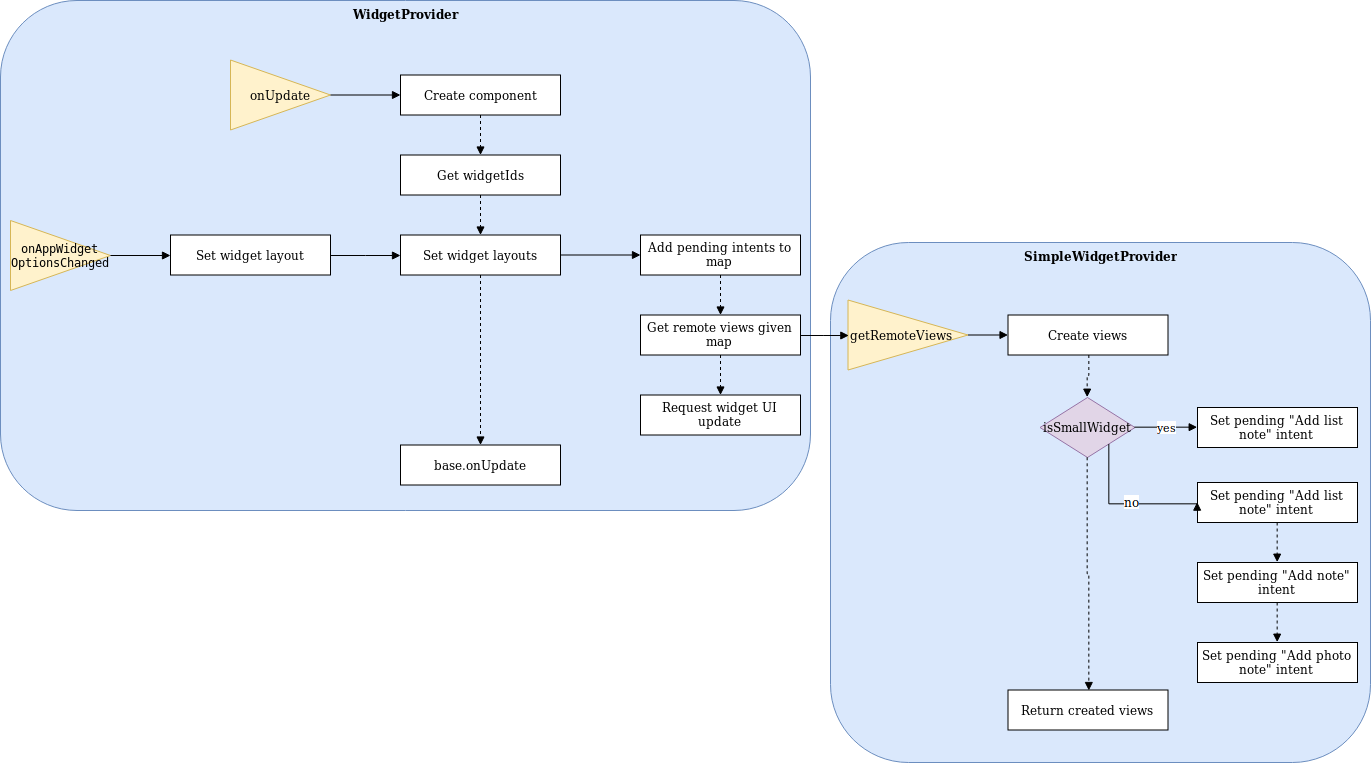 WidgetProvider
onUpdate
Create component
Get widgetIds
onAppWidget
OptionsChanged
Set widget layout
Set widget layouts
Add pending intents to
map
Get remote views given
map
Request widget UI
update
base.onUpdate
SimpleWidgetProvider
getRemoteViews
Create views
isSmallWidget
yes
Set pending "Add list
note" intent
no
Set pending "Add list
note" intent
Set pending "Add note"
intent
Set pending "Add photo
note" intent
Return created views